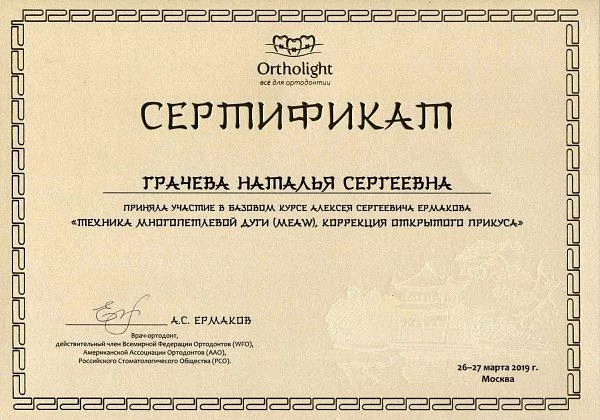 Ortholight
всё для ортодонтии
СЕРТИФИКАТ
ГРАЧЕВА НАТАЛЬЯ СЕРГЕЕВНА
ПРИНЯЛА УЧАСТИЕ В БАЗОВОМ КУРСЕ АЛЕКСЕЯ СЕРГЕЕВИЧА ЕРМАКОВА
«ТЕХНИКА МНОГОПЕТЛЕВОЙ ДУГИ (MEAW), КОРРЕКЦИЯ ОТКРЫТОГО ПРИКУСА»
А.С. ЕРМАКОВ
Врач-ортодонт,
действительный член Всемирной Федерации Ортодонтов (WFO),
Американской Ассоциации Ортодонтов (ААО),
Российского Стоматологического Общества (РСО).
26–27 марта 2019 г.
Москва